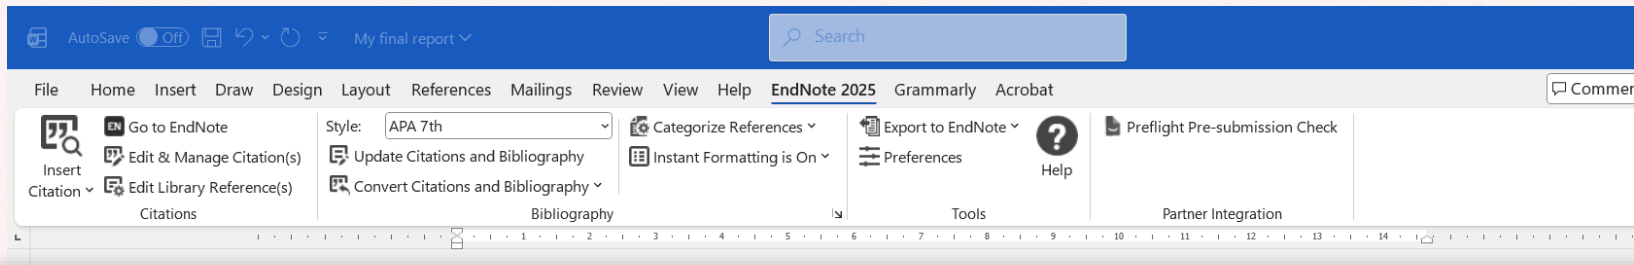 AutoSave Off My final report Search
File Home Insert Draw Design Layout References Mailings Review View Help EndNote 2025 Grammarly Acrobat
Insert
Citation
EN Go to EndNote
Edit & Manage Citation(s)
Edit Library Reference(s)
Citations
Style: APA 7th
Update Citations and Bibliography
Convert Citations and Bibliography
Categorize References
Instant Formatting is On
Bibliography
Export to EndNote
Preferences
Help
Tools
Preflight Pre-submission Check
Partner Integration
1 2 3 4 5 6 7 8 9 10 11 12 13 14